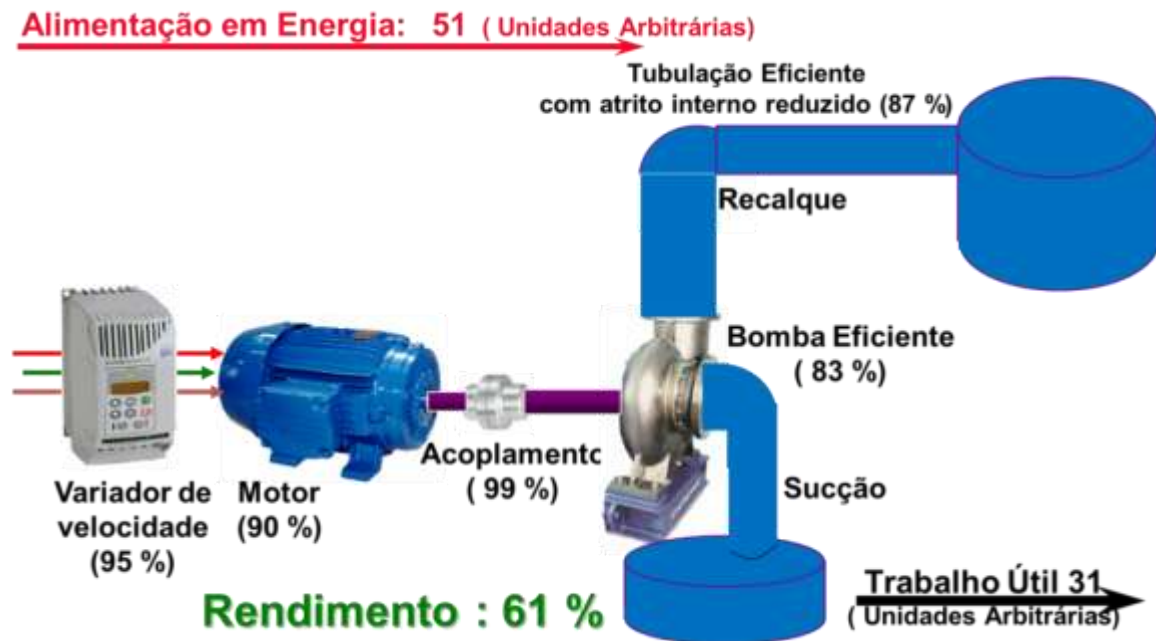 Alimentação em Energia: 51 ( Unidades Arbitrárias)
Tubulação Eficiente
com atrito interno reduzido (87 %)
Recalque
Bomba Eficiente
( 83 %)
Acoplamento
( 99 %)
Sucção
Variador de
velocidade
(95 %)
Motor
(90 %)
Rendimento : 61 %
Trabalho Útil 31
( Unidades Arbitrárias)